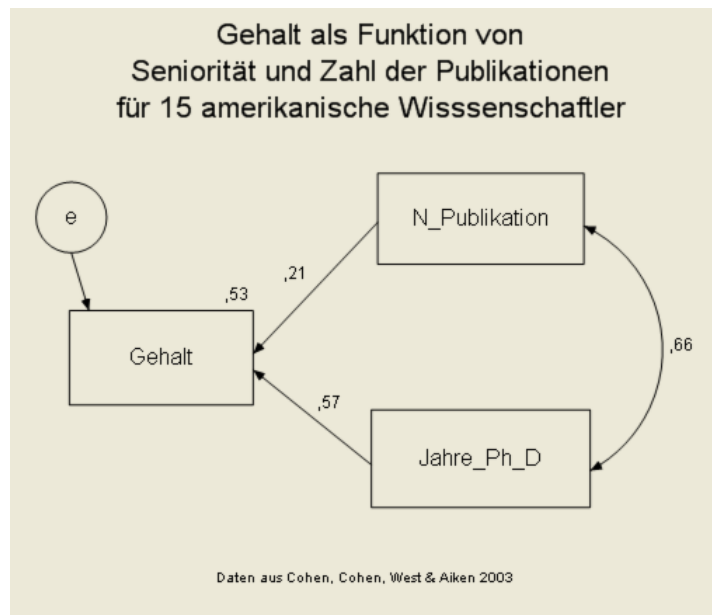 Gehalt als Funktion von
Seniorität und Zahl der Publikationen
für 15 amerikanische Wisssenschaftler
e
N_Publikation
,21
,53
Gehalt
,66
,57
Jahre_Ph_D
Daten aus Cohen, Cohen, West & Aiken 2003